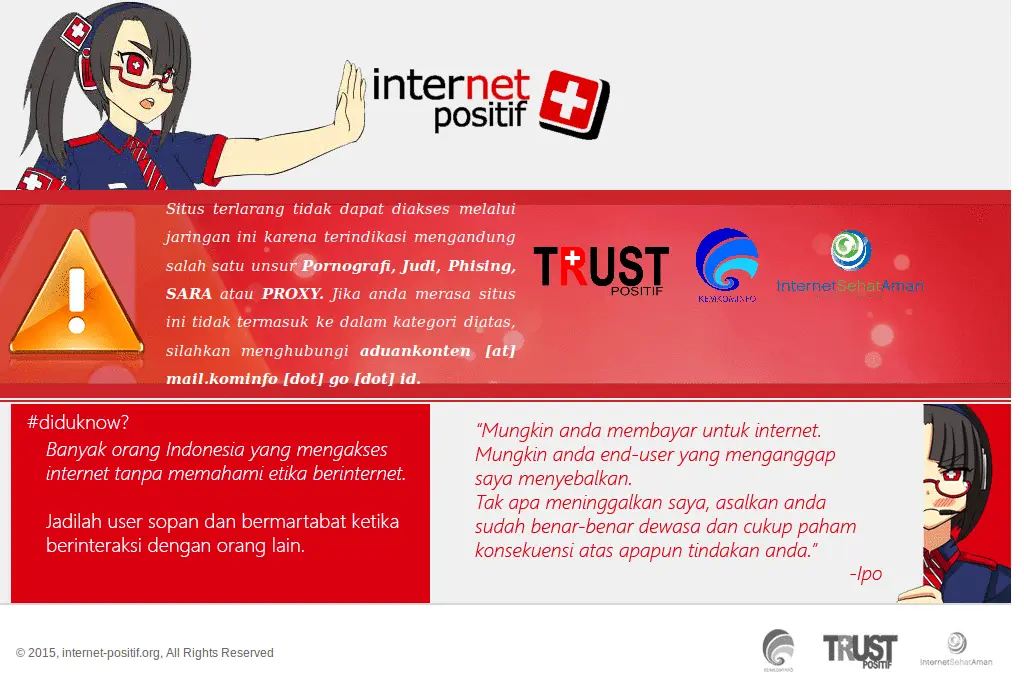 internet
positif
Situs terlarang tidak dapat diakses melalui
jaringan ini karena terindikasi mengandung
salah satu unsur Pornografi, Judi, Phising,
SARA atau PROXY. Jika anda merasa situs
ini tidak termasuk ke dalam kategori diatas,
silahkan menghubungi aduankonten [at]
mail.kominfo [dot] go [dot] id.
TRUST
POSITIF
KEMKOMINFO
InternetSehatAman
#diduknow?
Banyak orang Indonesia yang mengakses
internet tanpa memahami etika berinternet.
Jadilah user sopan dan bermartabat ketika
berinteraksi dengan orang lain.
“Mungkin anda membayar untuk internet.
Mungkin anda end-user yang menganggap
saya menyebalkan.
Tak apa meninggalkan saya, asalkan anda
sudah benar-benar dewasa dan cukup paham
konsekuensi atas apapun tindakan anda.”
-Ipo
© 2015, internet-positif.org, All Rights Reserved
KEMKOMINFO
TRUST
POSITIF
InternetSehatAman